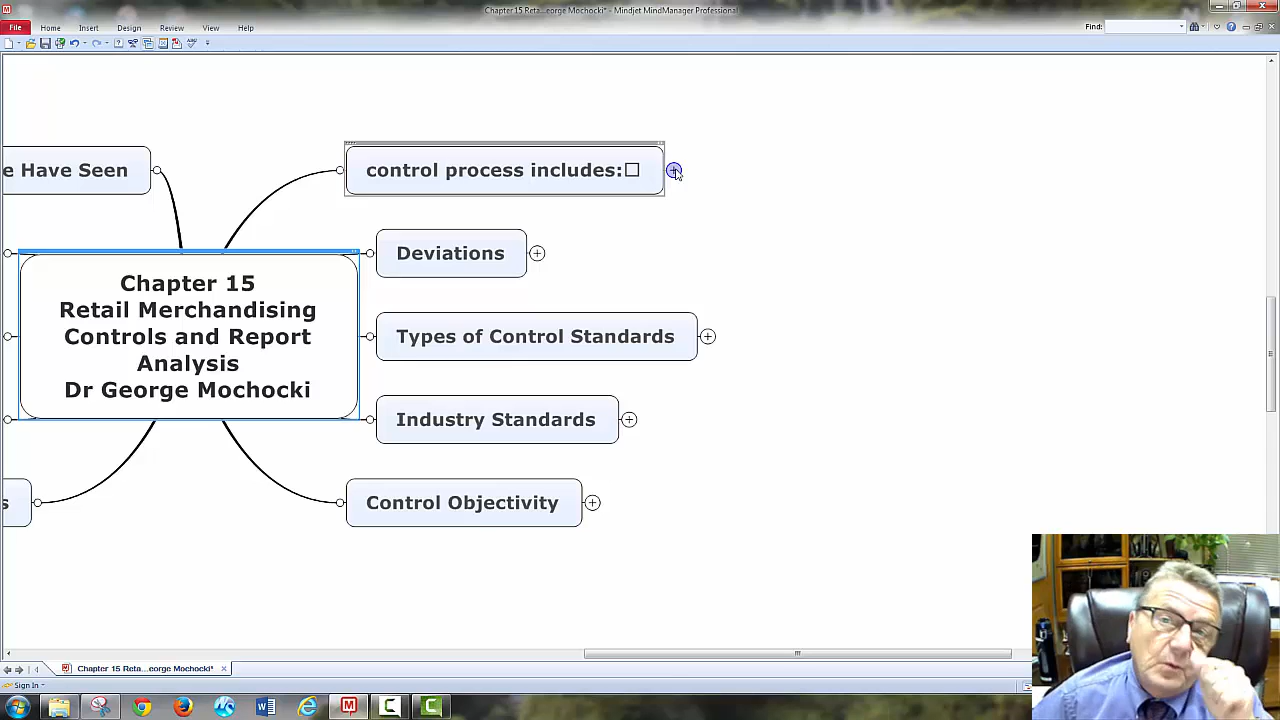 Chapter 15 Reta...eorge Mochocki* - Mindjet MindManager Professional
File Home Insert Design Review View Help
Find:
e Have Seen
control process includes:☐
Deviations
Chapter 15
Retail Merchandising
Controls and Report
Analysis
Dr George Mochocki
Types of Control Standards
Industry Standards
s
Control Objectivity
Chapter 15 Reta...eorge Mochocki*
Sign In